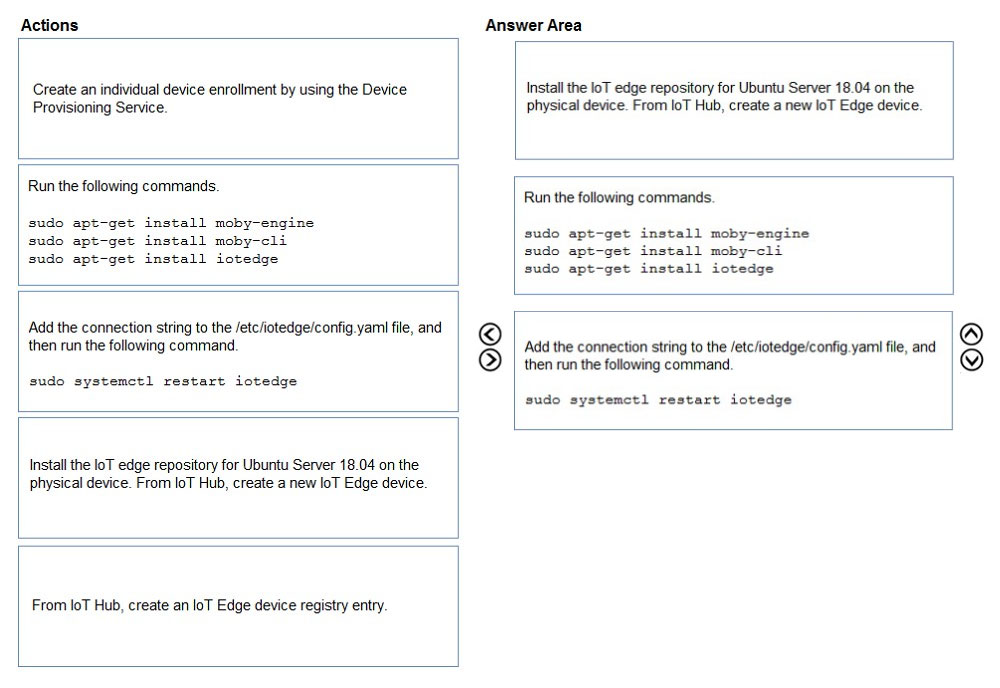 Actions
Create an individual device enrollment by using the Device
Provisioning Service.
Run the following commands.
sudo apt-get install moby-engine
sudo apt-get install moby-cli
sudo apt-get install iotedge
Add the connection string to the /etc/iotedge/config.yaml file, and
then run the following command.
sudo systemctl restart iotedge
Install the IoT edge repository for Ubuntu Server 18.04 on the
physical device. From IoT Hub, create a new IoT Edge device.
From IoT Hub, create an IoT Edge device registry entry.
Answer Area
Install the IoT edge repository for Ubuntu Server 18.04 on the
physical device. From IoT Hub, create a new IoT Edge device.
Run the following commands.
sudo apt-get install moby-engine
sudo apt-get install moby-cli
sudo apt-get install iotedge
Add the connection string to the /etc/iotedge/config.yaml file, and
then run the following command.
sudo systemctl restart iotedge